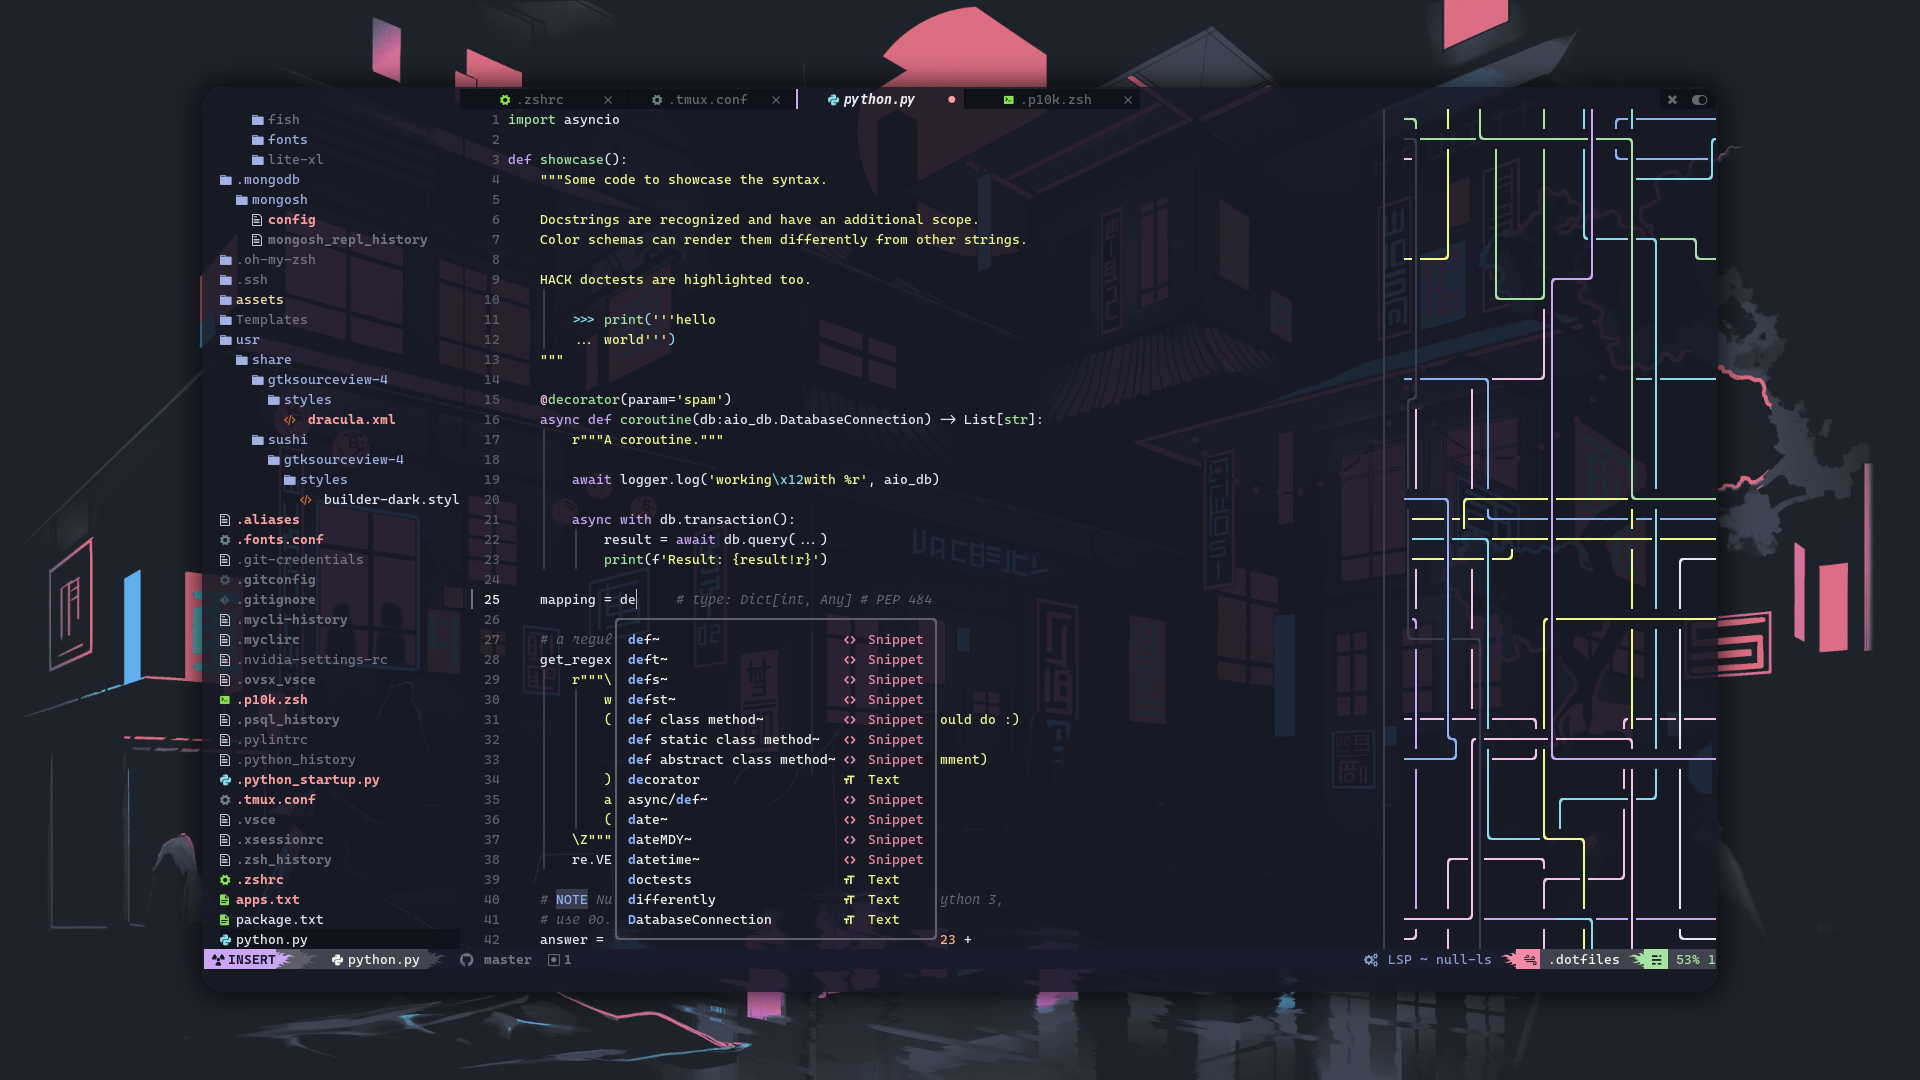 .zshrc
.tmux.conf
python.py
.p10k.zsh
fish
fonts
lite-xl
.mongodb
mongosh
config
mongosh_repl_history
.oh-my-zsh
.ssh
assets
Templates
usr
share
gtksourceview-4
styles
dracula.xml
sushi
gtksourceview-4
styles
builder-dark.styl
.aliases
.fonts.conf
.git-credentials
.gitconfig
.gitignore
.mycli-history
.myclirc
.nvidia-settings-rc
.ovsx_vsce
.p10k.zsh
.psql_history
.pylintrc
.python_history
.python_startup.py
.tmux.conf
.vsce
.xsessionrc
.zsh_history
.zshrc
apps.txt
package.txt
python.py
1 import asyncio
2
3 def showcase():
4 """Some code to showcase the syntax.
5
6 Docstrings are recognized and have an additional scope.
7 Color schemas can render them differently from other strings.
8
9 HACK doctests are highlighted too.
10
11 >>> print('''hello
12 ... world''')
13 """
14
15 @decorator(param='spam')
16 async def coroutine(db:aio_db.DatabaseConnection) -> List[str]:
17 r"""A coroutine."""
18
19 await logger.log('working\x12with %r', aio_db)
20
21 async with db.transaction():
22 result = await db.query(...)
23 print(f'Result: {result!r}')
24
25 mapping = de # type: Dict[int, Any] # PEP 484
26
27 # a regul
28 get_regex
29 r"""\
30 w
31 ( ould do :)
32
33 mment)
34 )
35 a
36 (
37 \Z"""
38 re.VE
39
40 # NOTE Nu ython 3,
41 # use 0o.
42 answer = 23 +
def~ <> Snippet
deft~ <> Snippet
defs~ <> Snippet
defst~ <> Snippet
def class method~ <> Snippet
def static class method~ <> Snippet
def abstract class method~ <> Snippet
decorator Text
async/def~ <> Snippet
date~ <> Snippet
dateMDY~ <> Snippet
datetime~ <> Snippet
doctests Text
differently Text
DatabaseConnection Text
INSERT python.py master 1 LSP ~ null-ls .dotfiles 53% 1